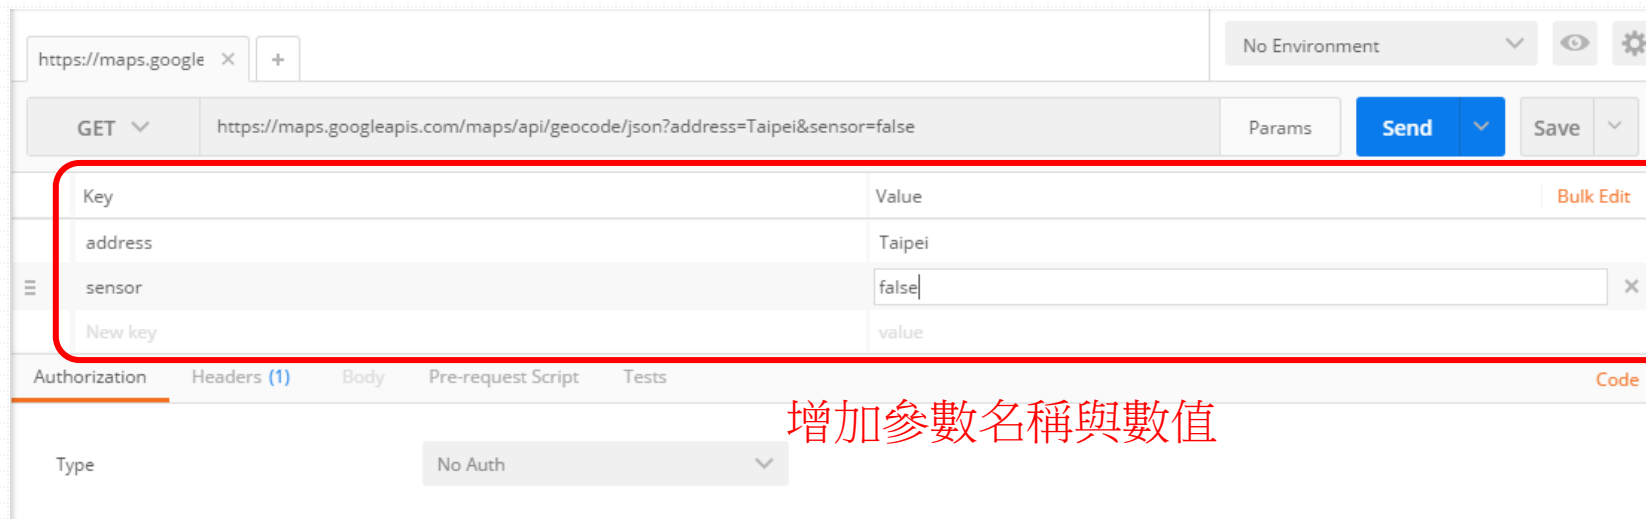 https://maps.google
No Environment
GET https://maps.googleapis.com/maps/api/geocode/json?address=Taipei&sensor=false Params Send Save
Key Value Bulk Edit
address Taipei
sensor false
New key value
Authorization Headers (1) Body Pre-request Script Tests Code
增加參數名稱與數值
Type No Auth